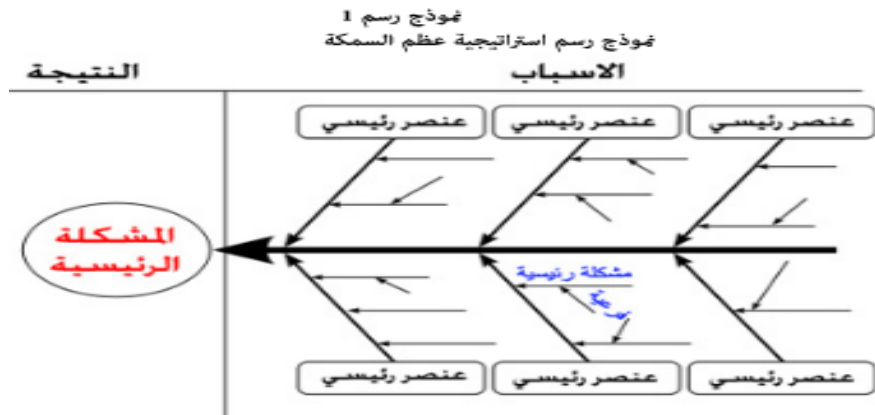 نموذج رسم 1
نموذج رسم استراتيجية عظم السمكة
الاسباب
النتيجة
عنصر رئيسي
عنصر رئيسي
عنصر رئيسي
المشكلة
الرئيسية
مشكلة رئيسية
فرعية
عنصر رئيسي
عنصر رئيسي
عنصر رئيسي